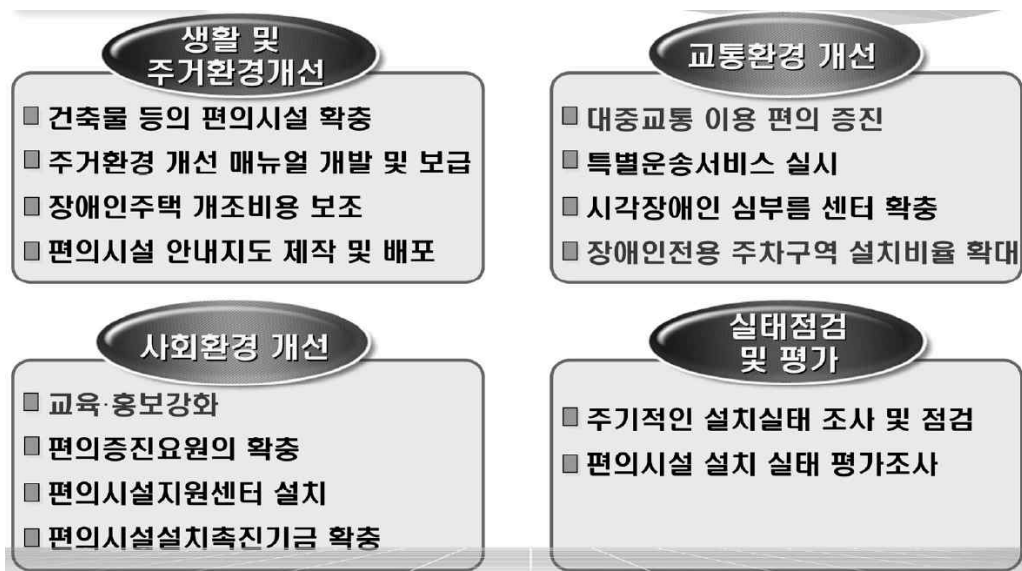 생활 및
주거환경개선
건축물 등의 편의시설 확충
주거환경 개선 매뉴얼 개발 및 보급
장애인주택 개조비용 보조
편의시설 안내지도 제작 및 배포
교통환경 개선
대중교통 이용 편의 증진
특별운송서비스 실시
시각장애인 심부름 센터 확충
장애인전용 주차구역 설치비율 확대
사회환경 개선
교육·홍보강화
편의증진요원의 확충
편의시설지원센터 설치
편의시설설치촉진기금 확충
실태점검
및 평가
주기적인 설치실태 조사 및 점검
편의시설 설치 실태 평가조사